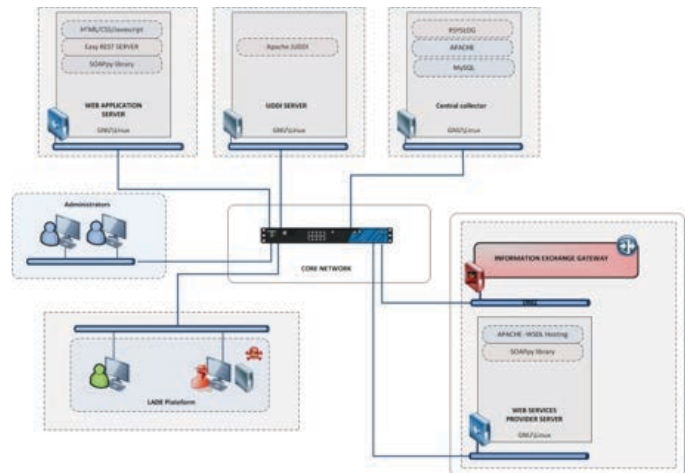 HTML/CSS/Javascript
Easy REST SERVER
SOAPpy library
WEB APPLICATION
SERVER
GNU\Linux
Apache JUDDI
UDDI SERVER
GNU\Linux
RSYSLOG
APACHE
MySQL
Central collector
GNU\Linux
Administrators
CORE NETWORK
INFORMATION EXCHANGE GATEWAY
APACHE -WSDL Hosting
SOAPpy library
WEB SERVICES
PROVIDER SERVER
GNU\Linux
LADE Plateform